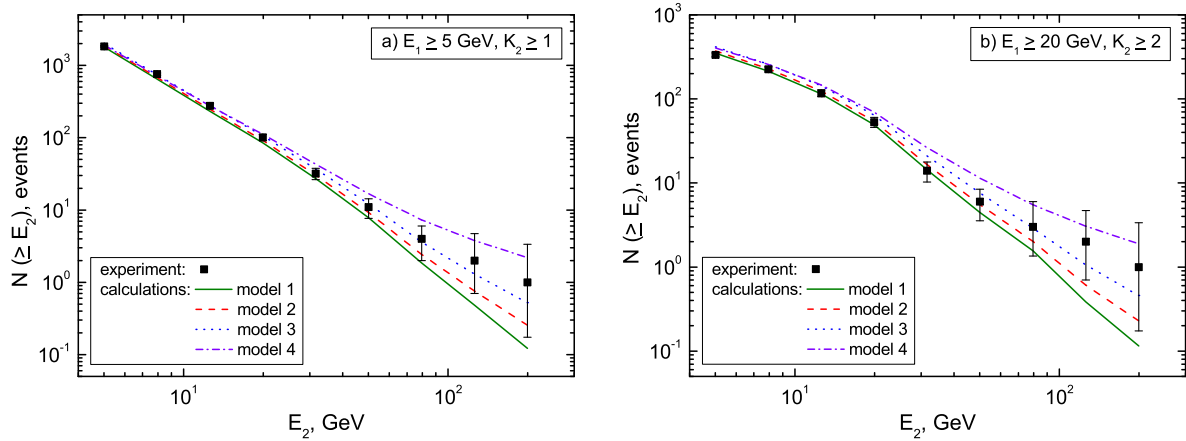 a) E₁ ≥ 5 GeV, K₂ ≥ 1
10³
10²
10¹
10⁰
10⁻¹
N (≥ E₂), events
experiment:
calculations:
model 1
model 2
model 3
model 4
10¹
10²
E₂, GeV
b) E₁ ≥ 20 GeV, K₂ ≥ 2
10³
10²
10¹
10⁰
10⁻¹
N (≥ E₂), events
experiment:
calculations:
model 1
model 2
model 3
model 4
10¹
10²
E₂, GeV